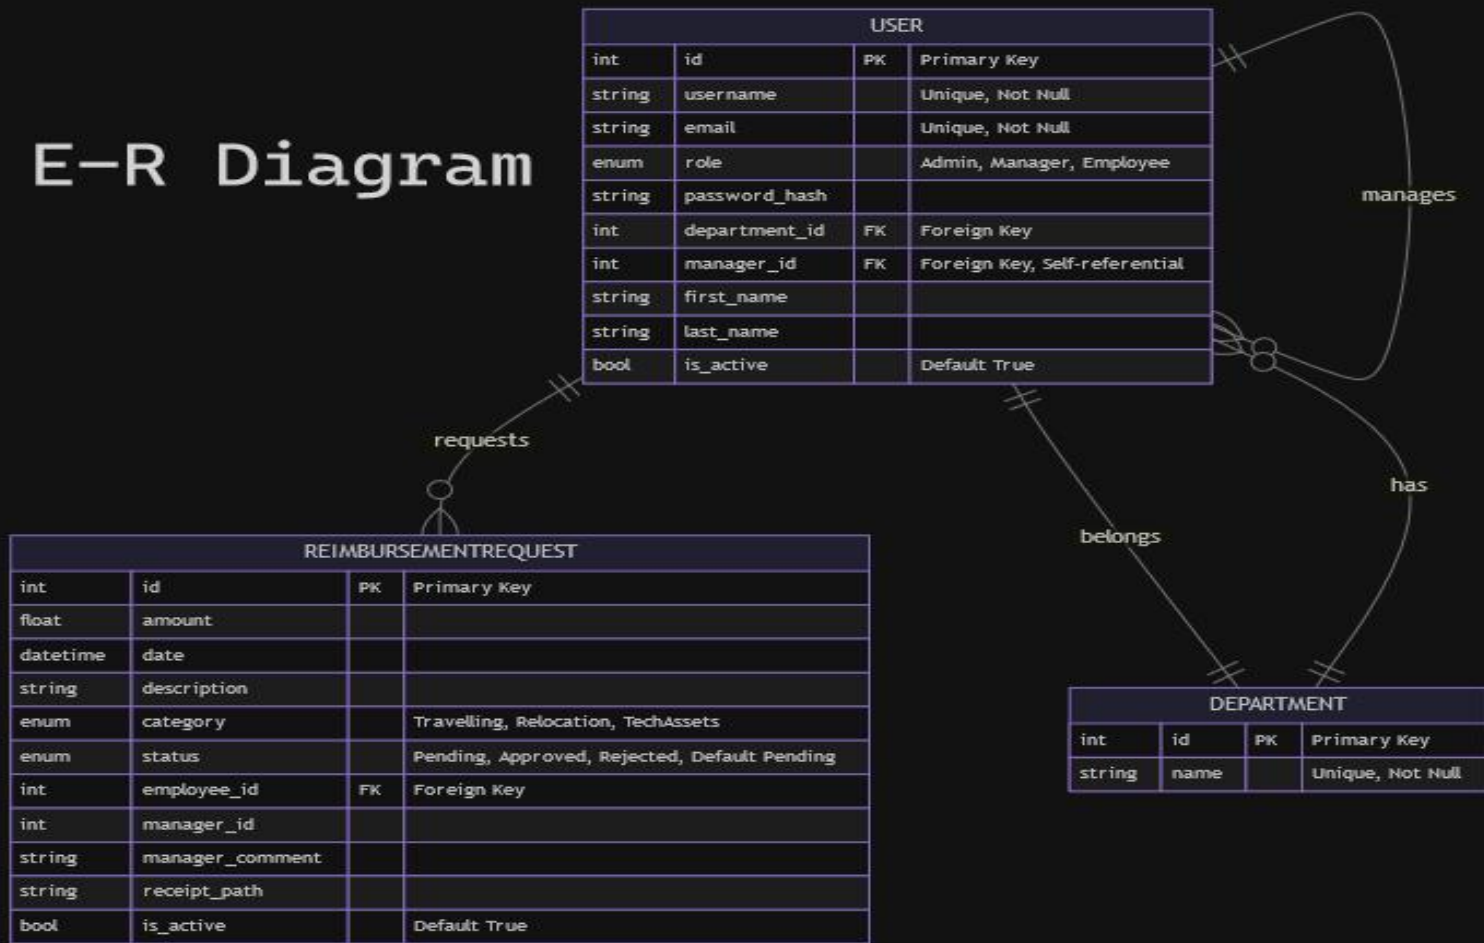 E-R Diagram
USER
int id PK Primary Key
string username Unique, Not Null
string email Unique, Not Null
enum role Admin, Manager, Employee
string password_hash
int department_id FK Foreign Key
int manager_id FK Foreign Key, Self-referential
string first_name
string last_name
bool is_active Default True
manages
requests
has
belongs
REIMBURSEMENTREQUEST
int id PK Primary Key
float amount
datetime date
string description
enum category Travelling, Relocation, TechAssets
enum status Pending, Approved, Rejected, Default Pending
int employee_id FK Foreign Key
int manager_id
string manager_comment
string receipt_path
bool is_active Default True
DEPARTMENT
int id PK Primary Key
string name Unique, Not Null